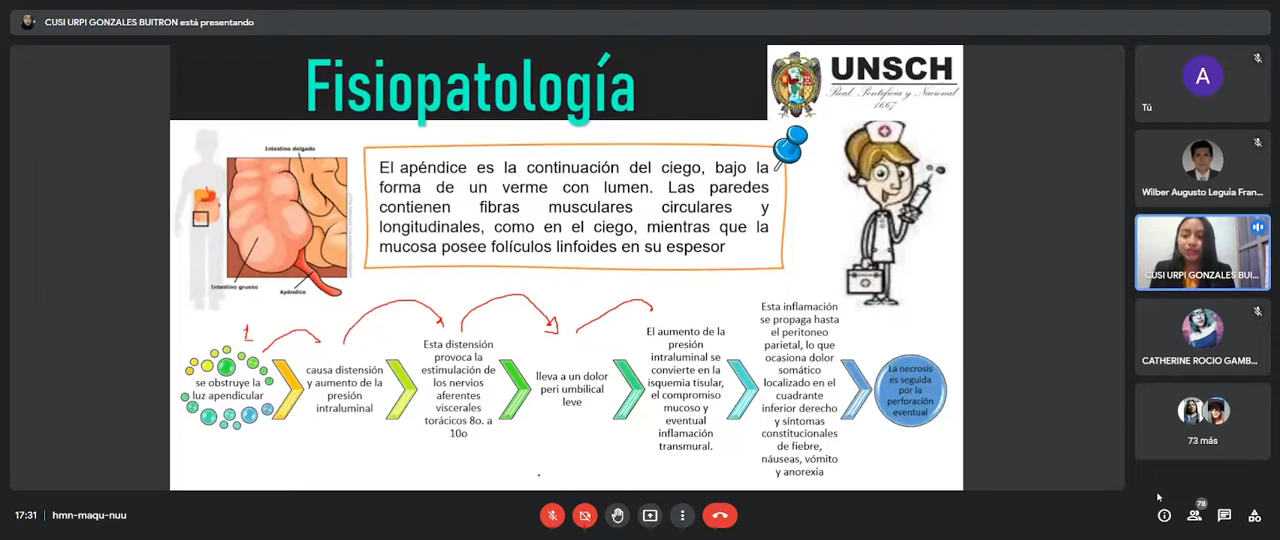 CUSI URPI GONZALES BUITRON está presentando
Fisiopatología
UNSCH
Real, Pontificia y Nacional
1667
Intestino delgado
Intestino grueso
Apéndice
El apéndice es la continuación del ciego, bajo la
forma de un verme con lumen. Las paredes
contienen fibras musculares circulares y
longitudinales, como en el ciego, mientras que la
mucosa posee folículos linfoides en su espesor
1
se obstruye la
luz apendicular
causa distensión
y aumento de la
presión
intraluminal
Esta distensión
provoca la
estimulación de
los nervios
aferentes
viscerales
torácicos 8o. a
10o
lleva a un dolor
peri umbilical
leve
El aumento de la
presión
intraluminal se
convierte en la
isquemia tisular,
el compromiso
mucoso y
eventual
inflamación
transmural.
Esta inflamación
se propaga hasta
el peritoneo
parietal, lo que
ocasiona dolor
somático
localizado en el
cuadrante
inferior derecho
y síntomas
constitucionales
de fiebre,
náuseas, vómito
y anorexia
La necrosis
es seguida
por la
perforación
eventual
A
Tú
Wilber Augusto Leguia Fran...
CUSI URPI GONZALES BUI...
CATHERINE ROCIO GAMB...
73 más
17:31 | hmn-maqu-nuu
78